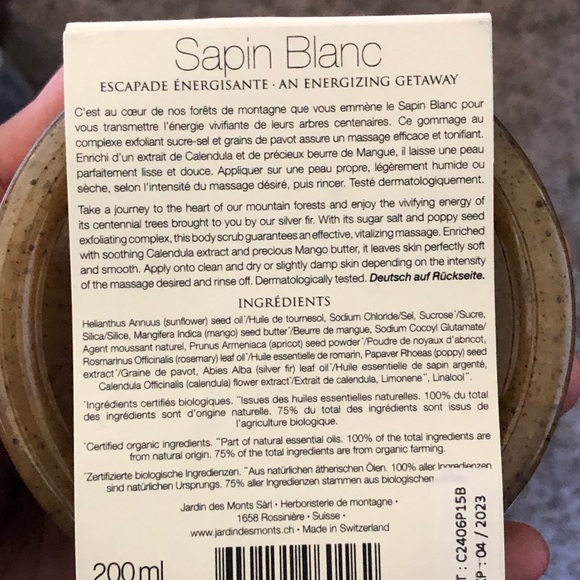 Sapin Blanc
ESCAPADE ÉNERGISANTE · AN ENERGIZING GETAWAY
C'est au cœur de nos forêts de montagne que vous emmène le Sapin Blanc pour
vous transmettre l'énergie vivifiante de leurs arbres centenaires. Ce gommage au
complexe exfoliant sucre-sel et grains de pavot assure un massage efficace et tonifiant.
Enrichi d'un extrait de Calendula et de précieux beurre de Mangue, il laisse une peau
parfaitement lisse et douce. Appliquer sur une peau propre, légèrement humide ou
sèche, selon l'intensité du massage désiré, puis rincer. Testé dermatologiquement.
Take a journey to the heart of our mountain forests and enjoy the vivifying energy of
its centennial trees brought to you by our silver fir. With its sugar salt and poppy seed
exfoliating complex, this body scrub guarantees an effective, vitalizing massage. Enriched
with soothing Calendula extract and precious Mango butter, it leaves skin perfectly soft
and smooth. Apply onto clean and dry or slightly damp skin depending on the intensity
of the massage desired and rinse off. Dermatologically tested. Deutsch auf Rückseite.
INGRÉDIENTS
Helianthus Annuus (sunflower) seed oil*/Huile de tournesol, Sodium Chloride/Sel, Sucrose*/Sucre,
Silica/Silice, Mangifera Indica (mango) seed butter*/Beurre de mangue, Sodium Cocoyl Glutamate/
Agent moussant naturel, Prunus Armeniaca (apricot) seed powder*/Poudre de noyaux d'abricot,
Rosmarinus Officinalis (rosemary) leaf oil*/Huile essentielle de romarin, Papaver Rhoeas (poppy) seed
extract*/Graine de pavot, Abies Alba (silver fir) leaf oil*/Huile essentielle de sapin argenté,
Calendula Officinalis (calendula) flower extract*/Extrait de calendula, Limonene**, Linalool**.
*Ingrédients certifiés biologiques. **Issues des huiles essentielles naturelles. 100% du total
des ingrédients sont d'origine naturelle. 75% du total des ingrédients sont issus de
l'agriculture biologique.
*Certified organic ingredients. **Part of natural essential oils. 100% of the total ingredients are
from natural origin. 75% of the total ingredients are from organic farming.
*Zertifizierte biologische Ingredienzen. **Aus natürlichen ätherischen Ölen. 100% aller Ingredienzen
sind natürlichen Ursprungs. 75% aller Ingredienzen stammen aus biologischen
Jardin des Monts Sàrl • Herboristerie de montagne •
1658 Rossinière • Suisse •
www.jardindesmonts.ch • Made in Switzerland
200 ml
T : C2406P15B
EXP : 04 / 2023